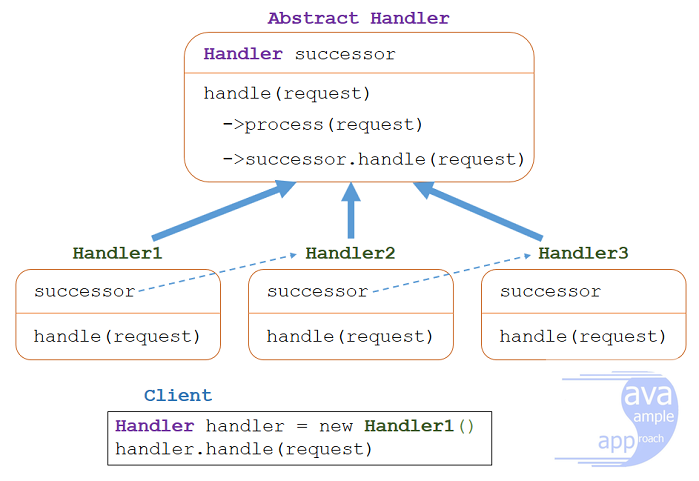 Abstract Handler
Handler successor
handle(request)
->process(request)
->successor.handle(request)
Handler1
Handler2
Handler3
successor
successor
successor
handle(request)
handle(request)
handle(request)
Client
Handler handler = new Handler1()
handler.handle(request)
ava
ample
app roach